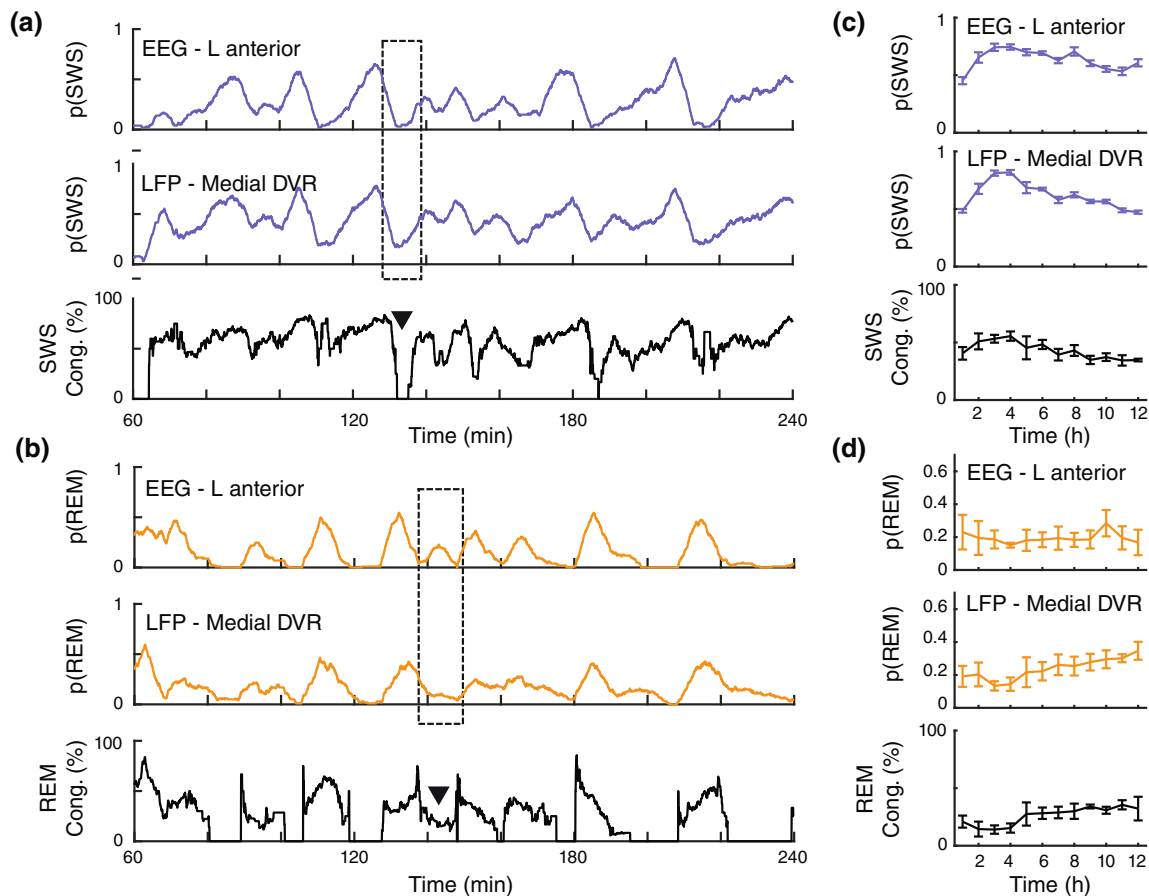 (a)
1
EEG - L anterior
p(SWS)
0
1
LFP - Medial DVR
p(SWS)
0
100
SWS
Cong. (%)
0
60
120
180
240
Time (min)
(b)
1
EEG - L anterior
p(REM)
0
1
LFP - Medial DVR
p(REM)
0
100
REM
Cong. (%)
0
60
120
180
240
Time (min)
(c)
1
EEG - L anterior
p(SWS)
0
1
LFP - Medial DVR
p(SWS)
0
100
SWS
Cong. (%)
0
2
4
6
8
10
12
Time (h)
(d)
EEG - L anterior
0.6
0.4
0.2
0
p(REM)
LFP - Medial DVR
0.6
0.4
0.2
0
p(REM)
100
REM
Cong. (%)
0
2
4
6
8
10
12
Time (h)